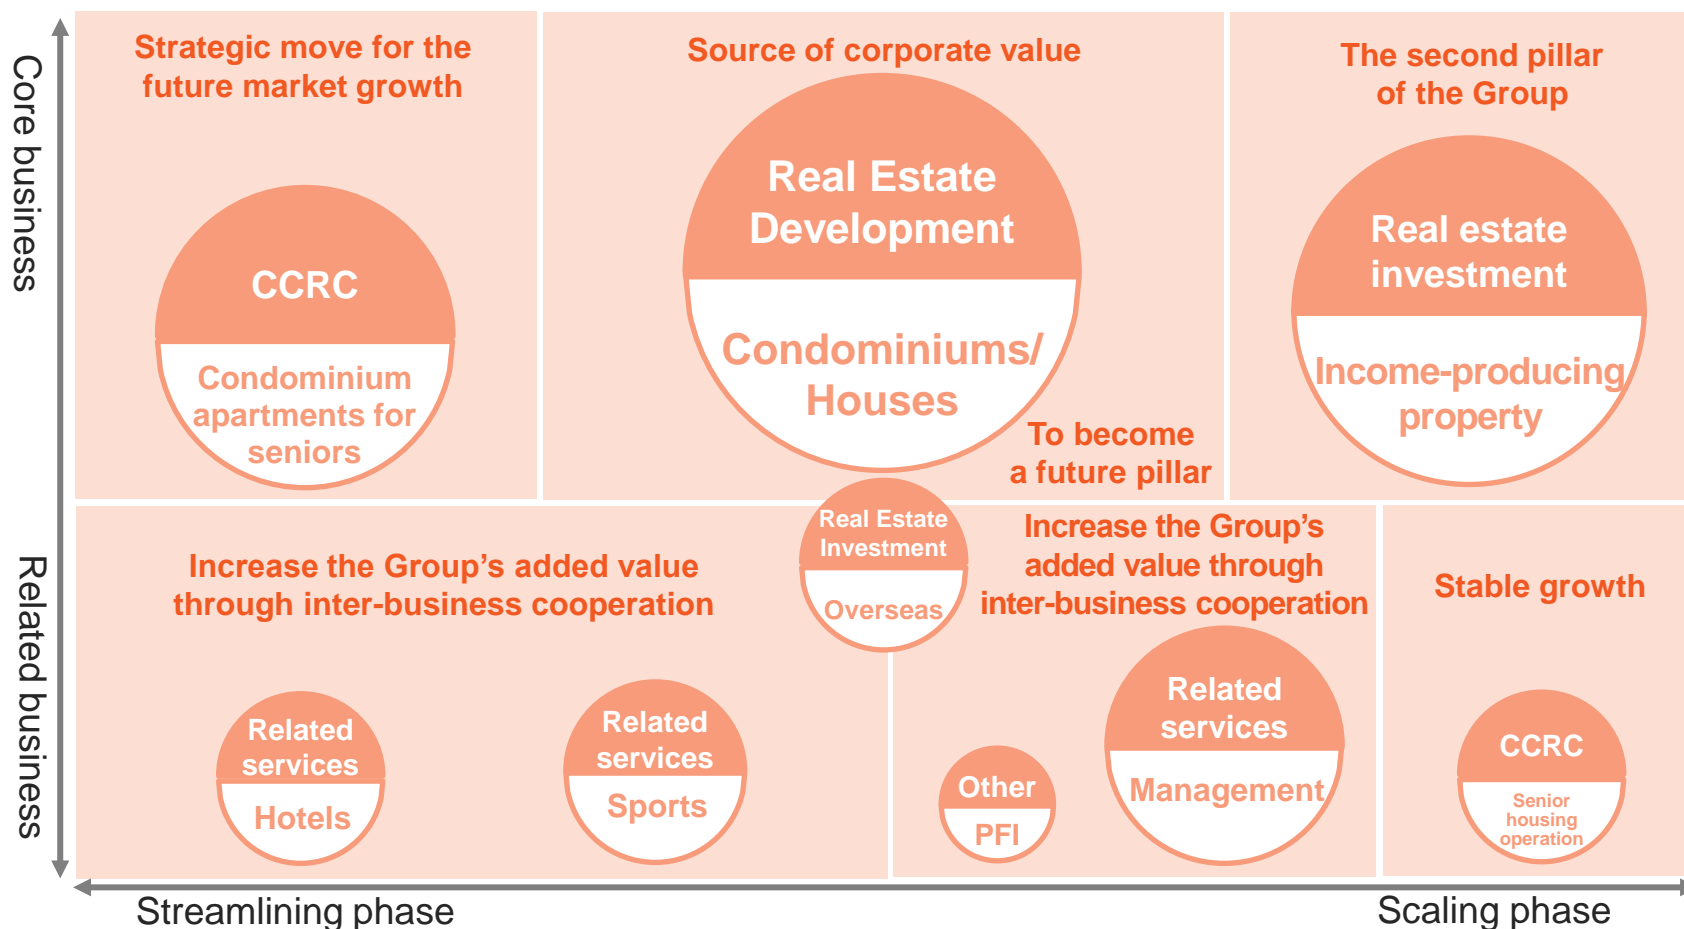 Core business
Strategic move for the
future market growth
CCRC
Condominium
apartments for
seniors
Source of corporate value
Real Estate
Development
Condominiums/
Houses
The second pillar
of the Group
Real estate
investment
Income-producing
property
To become
a future pillar
Real Estate
Investment
Overseas
Related business
Increase the Group’s added value
through inter-business cooperation
Related
services
Hotels
Related
services
Sports
Increase the Group’s
added value through
inter-business cooperation
Other
PFI
Related
services
Management
Stable growth
CCRC
Senior
housing
operation
Streamlining phase
Scaling phase